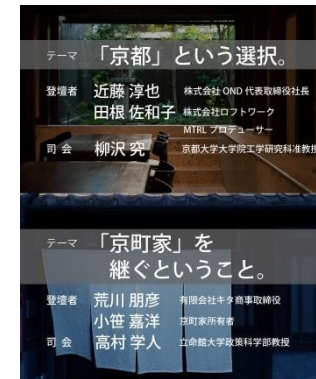 テーマ 「京都」という選択。
登壇者 近藤 淳也 株式会社 OND 代表取締役社長
田根 佐和子 株式会社ロフトワーク
MTRL プロデューサー
司 会 柳沢 究 京都大学大学院工学研究科准教授
テーマ 「京町家」を
継ぐということ。
登壇者 荒川 朋彦 有限会社キタ商事取締役
小笹 嘉洋 京町家所有者
司 会 高村 学人 立命館大学政策科学部教授